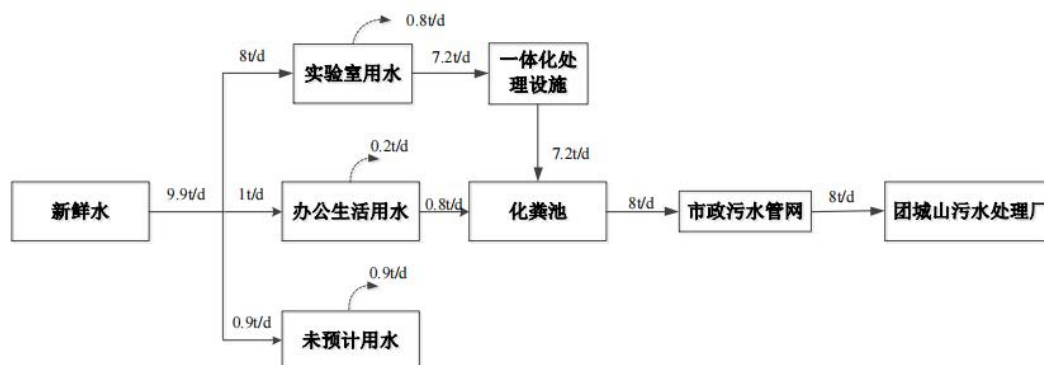 0.8t/d
8t/d
实验室用水
7.2t/d
一体化处
理设施
0.2t/d
7.2t/d
新鲜水
9.9t/d
1t/d
办公生活用水
0.8t/d
化粪池
8t/d
市政污水管网
8t/d
团城山污水处理厂
0.9t/d
0.9t/d
未预计用水